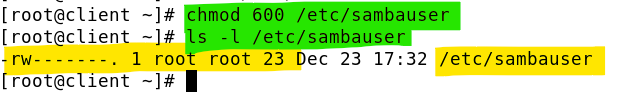 [root@client ~]# chmod 600 /etc/sambauser
[root@client ~]# ls -l /etc/sambauser
-rw-------. 1 root root 23 Dec 23 17:32 /etc/sambauser
[root@client ~]#